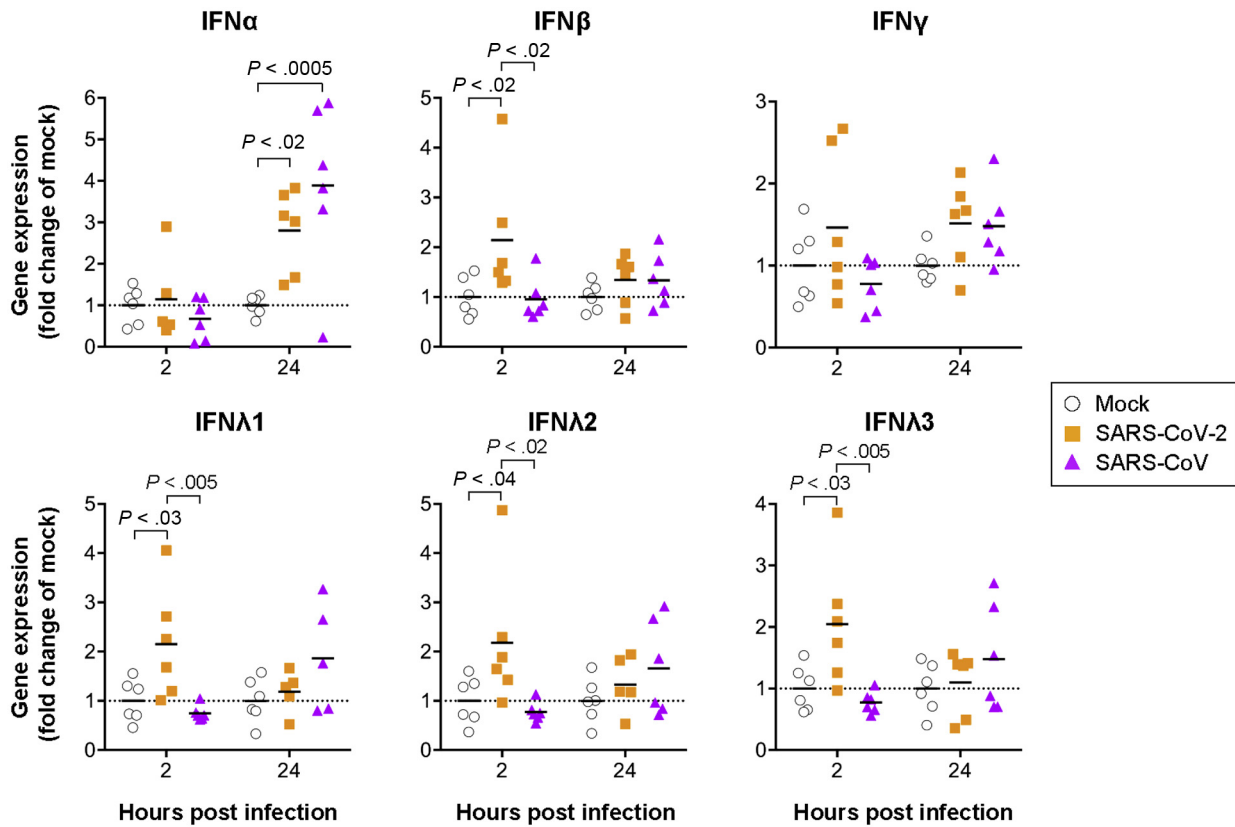 IFNα
IFNβ
IFNγ
Gene expression
(fold change of mock)
P < .0005
P < .02
6
5
4
3
2
1
0
2
24
P < .02
P < .02
5
4
3
2
1
0
2
24
3
2
1
0
2
24
Mock
SARS-CoV-2
SARS-CoV
IFNλ1
IFNλ2
IFNλ3
Gene expression
(fold change of mock)
P < .005
P < .03
5
4
3
2
1
0
2
24
Hours post infection
P < .02
P < .04
5
4
3
2
1
0
2
24
Hours post infection
P < .005
P < .03
4
3
2
1
0
2
24
Hours post infection